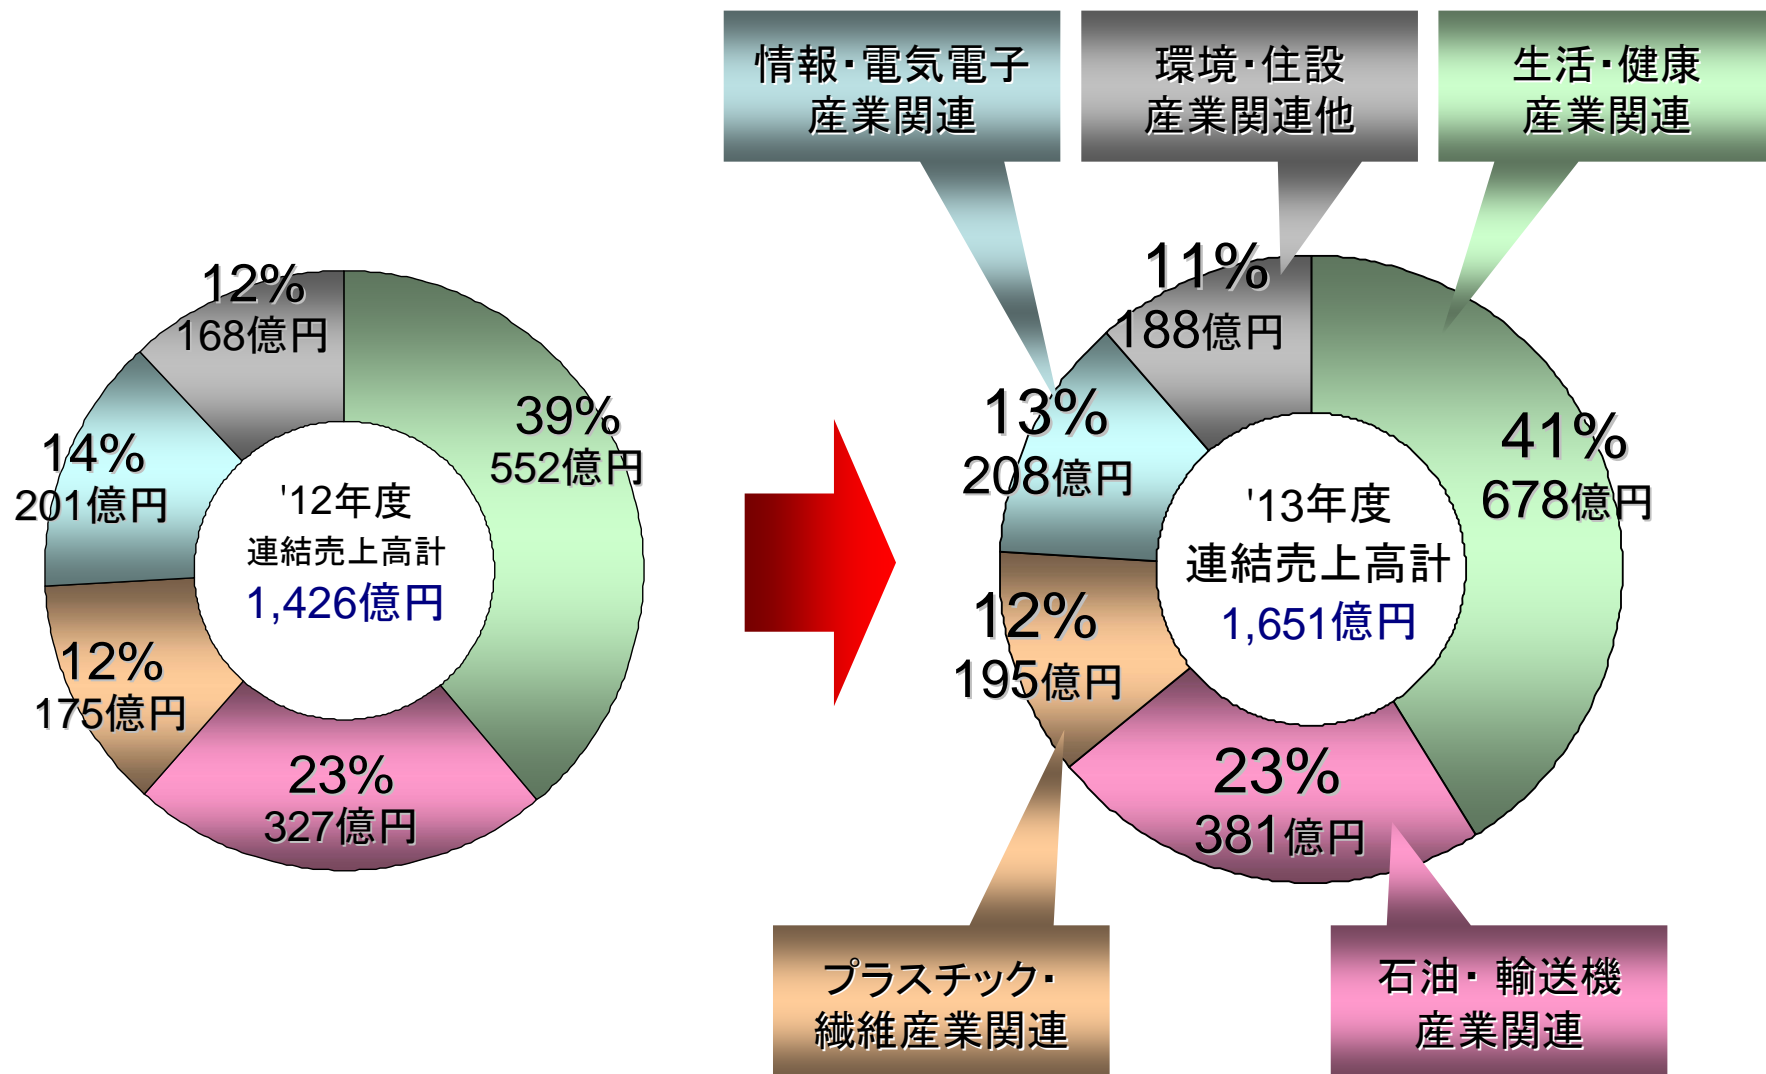 情報・電気電子
産業関連
環境・住設
産業関連他
生活・健康
産業関連
12%
168億円
39%
552億円
14%
201億円
12%
175億円
23%
327億円
'12年度
連結売上高計
1,426億円
11%
188億円
41%
678億円
13%
208億円
12%
195億円
23%
381億円
'13年度
連結売上高計
1,651億円
プラスチック・
繊維産業関連
石油・ 輸送機
産業関連